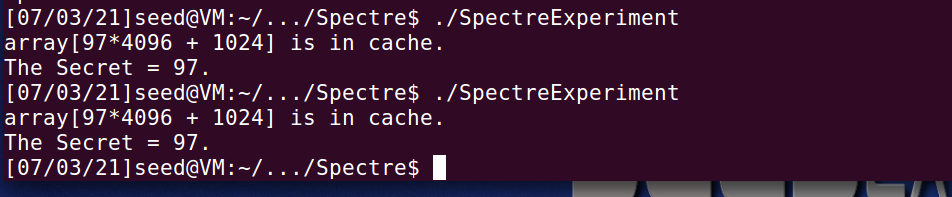 [07/03/21]seed@VM:~/.../Spectre$ ./SpectreExperiment
array[97*4096 + 1024] is in cache.
The Secret = 97.
[07/03/21]seed@VM:~/.../Spectre$ ./SpectreExperiment
array[97*4096 + 1024] is in cache.
The Secret = 97.
[07/03/21]seed@VM:~/.../Spectre$